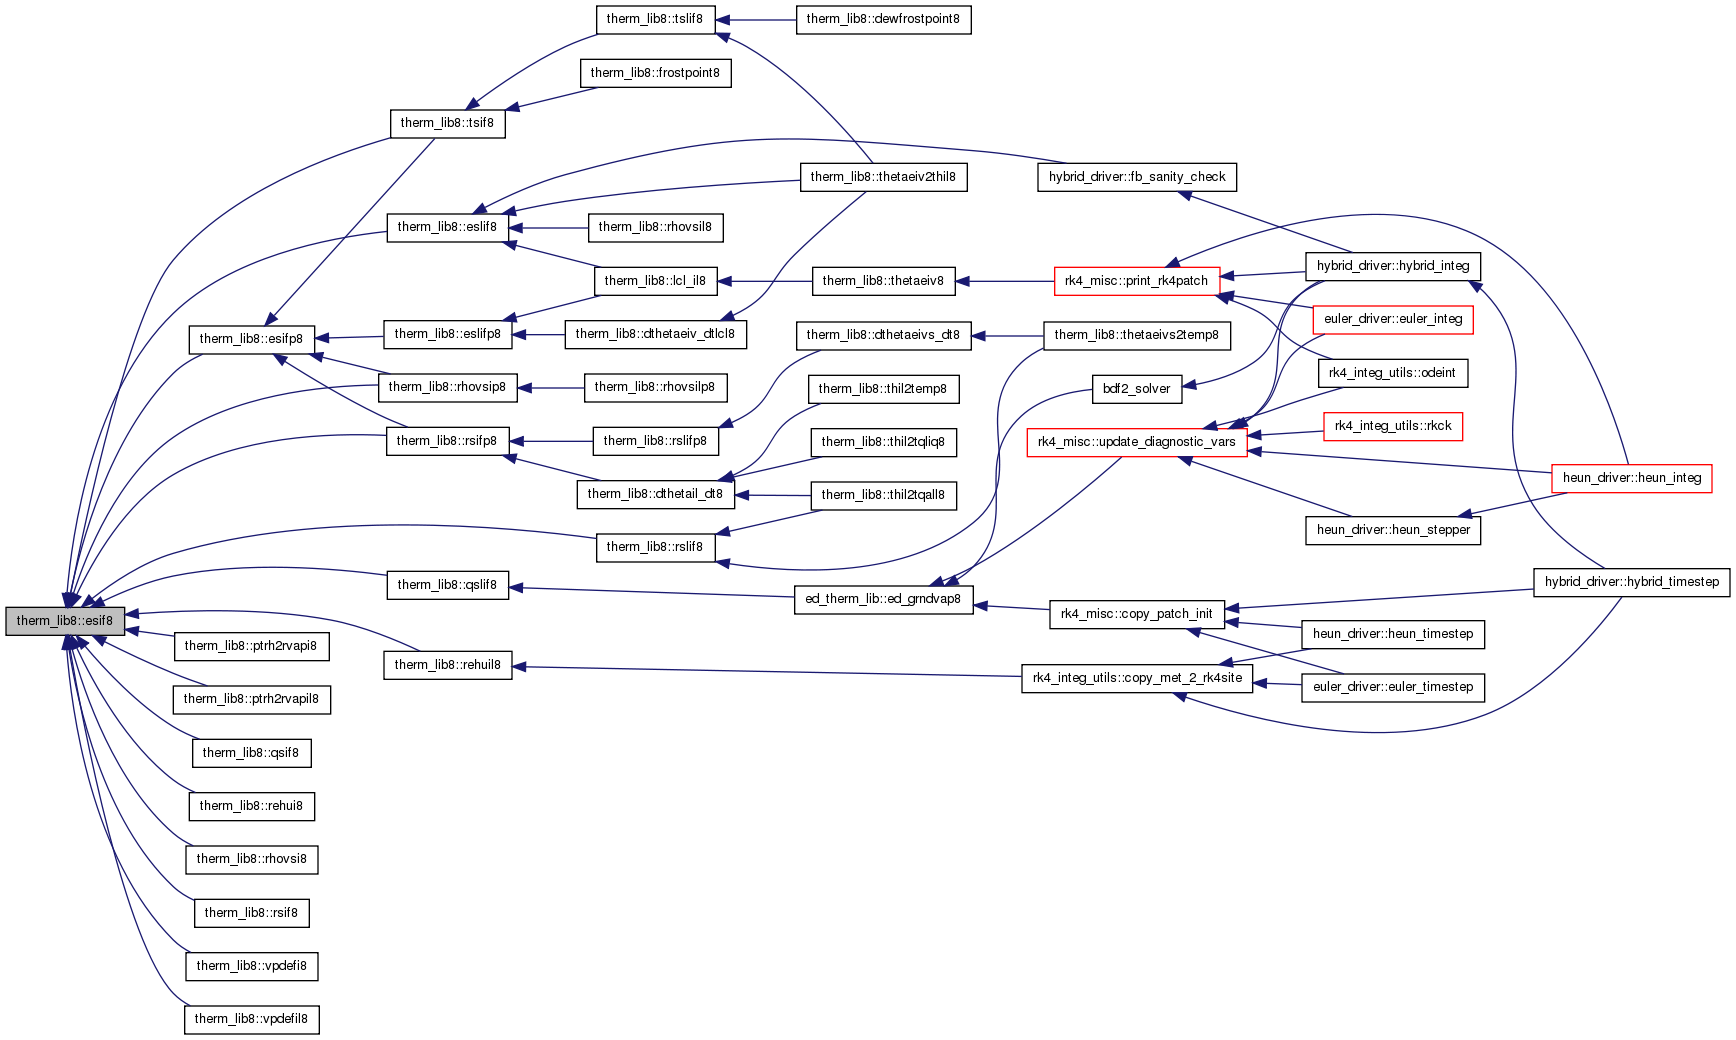 therm_lib8::tslif8
therm_lib8::dewfrostpoint8
therm_lib8::frostpoint8
therm_lib8::tsif8
therm_lib8::thetaeiv2thil8
hybrid_driver::fb_sanity_check
therm_lib8::eslif8
therm_lib8::rhovsil8
hybrid_driver::hybrid_integ
therm_lib8::lcl_il8
therm_lib8::thetaeiv8
rk4_misc::print_rk4patch
euler_driver::euler_integ
therm_lib8::esifp8
therm_lib8::eslifp8
therm_lib8::dthetaeiv_dtlcl8
therm_lib8::dthetaeivs_dt8
therm_lib8::thetaeivs2temp8
rk4_integ_utils::odeint
therm_lib8::rhovsip8
therm_lib8::rhovsilp8
therm_lib8::thil2temp8
bdf2_solver
rk4_integ_utils::rkck
therm_lib8::rsifp8
therm_lib8::rslifp8
therm_lib8::thil2tqliq8
rk4_misc::update_diagnostic_vars
heun_driver::heun_integ
therm_lib8::dthetail_dt8
therm_lib8::thil2tqall8
heun_driver::heun_stepper
therm_lib8::rslif8
therm_lib8::qslif8
hybrid_driver::hybrid_timestep
ed_therm_lib::ed_grndvap8
rk4_misc::copy_patch_init
therm_lib8::esif8
heun_driver::heun_timestep
therm_lib8::ptrh2rvapi8
therm_lib8::rehuil8
rk4_integ_utils::copy_met_2_rk4site
euler_driver::euler_timestep
therm_lib8::ptrh2rvapil8
therm_lib8::qsif8
therm_lib8::rehui8
therm_lib8::rhovsi8
therm_lib8::rsif8
therm_lib8::vpdefi8
therm_lib8::vpdefil8